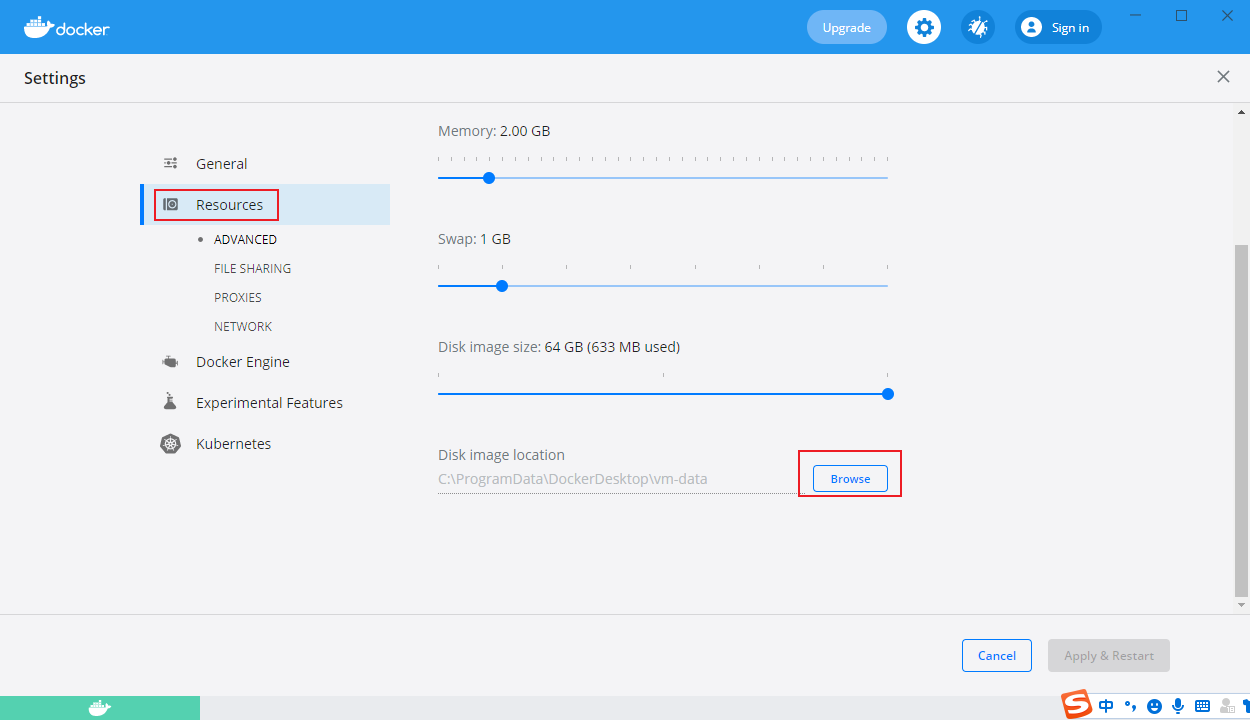 docker
Upgrade
Sign in
Settings
General
Resources
ADVANCED
FILE SHARING
PROXIES
NETWORK
Docker Engine
Experimental Features
Kubernetes
Memory: 2.00 GB
Swap: 1 GB
Disk image size: 64 GB (633 MB used)
Disk image location
C:\ProgramData\DockerDesktop\vm-data
Browse
Cancel
Apply & Restart
S
中